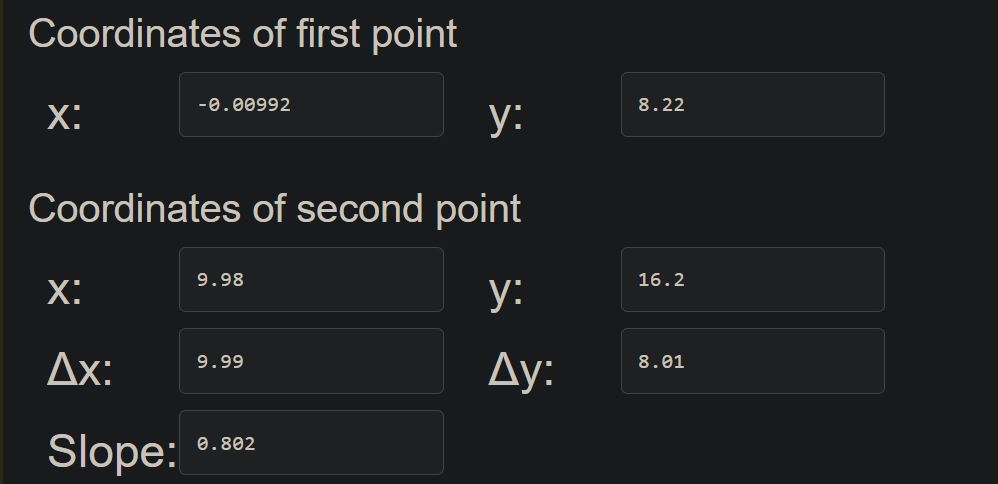 Coordinates of first point
x: -0.00992 y: 8.22
Coordinates of second point
x: 9.98 y: 16.2
Δx: 9.99 Δy: 8.01
Slope: 0.802